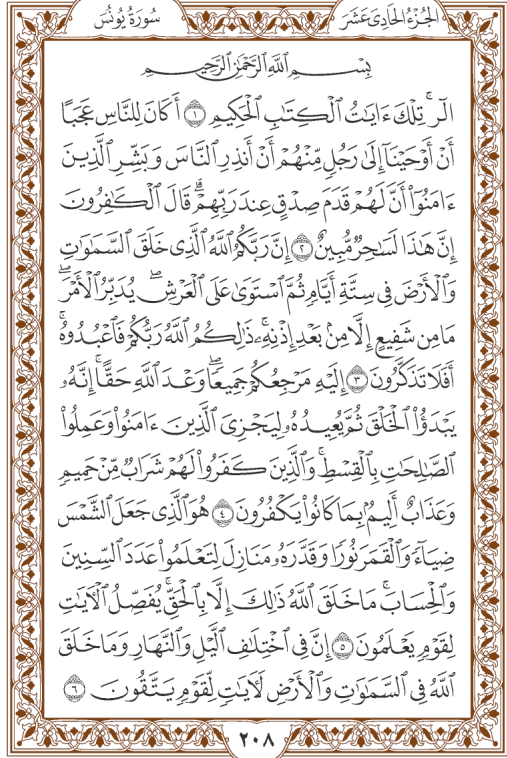 سُورَةُ يُونُسَ
الجُزْءُ الحَادِي عَشَرَ
بِسْمِ ٱللَّهِ ٱلرَّحْمَٰنِ ٱلرَّحِيمِ
الٓرۚ تِلۡكَ ءَايَٰتُ ٱلۡكِتَٰبِ ٱلۡحَكِيمِ ١ أَكَانَ لِلنَّاسِ عَجَبًا
أَنۡ أَوۡحَيۡنَآ إِلَىٰ رَجُلٖ مِّنۡهُمۡ أَنۡ أَنذِرِ ٱلنَّاسَ وَبَشِّرِ ٱلَّذِينَ
ءَامَنُوٓاْ أَنَّ لَهُمۡ قَدَمَ صِدۡقٍ عِندَ رَبِّهِمۡۗ قَالَ ٱلۡكَٰفِرُونَ
إِنَّ هَٰذَا لَسَٰحِرٞ مُّبِينٌ ٢ إِنَّ رَبَّكُمُ ٱللَّهُ ٱلَّذِي خَلَقَ ٱلسَّمَٰوَٰتِ
وَٱلۡأَرۡضَ فِي سِتَّةِ أَيَّامٖ ثُمَّ ٱسۡتَوَىٰ عَلَى ٱلۡعَرۡشِۖ يُدَبِّرُ ٱلۡأَمۡرَۖ
مَا مِن شَفِيعٍ إِلَّا مِنۢ بَعۡدِ إِذۡنِهِۦۚ ذَٰلِكُمُ ٱللَّهُ رَبُّكُمۡ فَٱعۡبُدُوهُۚ
أَفَلَا تَذَكَّرُونَ ٣ إِلَيۡهِ مَرۡجِعُكُمۡ جَمِيعٗاۖ وَعۡدَ ٱللَّهِ حَقًّاۚ إِنَّهُۥ
يَبۡدَؤُاْ ٱلۡخَلۡقَ ثُمَّ يُعِيدُهُۥ لِيَجۡزِيَ ٱلَّذِينَ ءَامَنُواْ وَعَمِلُواْ
ٱلصَّٰلِحَٰتِ بِٱلۡقِسۡطِۚ وَٱلَّذِينَ كَفَرُواْ لَهُمۡ شَرَابٞ مِّنۡ حَمِيمٖ
وَعَذَابٌ أَلِيمُۢ بِمَا كَانُواْ يَكۡفُرُونَ ٤ هُوَ ٱلَّذِي جَعَلَ ٱلشَّمۡسَ
ضِيَآءٗ وَٱلۡقَمَرَ نُورٗا وَقَدَّرَهُۥ مَنَازِلَ لِتَعۡلَمُواْ عَدَدَ ٱلسِّنِينَ
وَٱلۡحِسَابَۚ مَا خَلَقَ ٱللَّهُ ذَٰلِكَ إِلَّا بِٱلۡحَقِّۚ يُفَصِّلُ ٱلۡأٓيَٰتِ
لِقَوۡمٖ يَعۡلَمُونَ ٥ إِنَّ فِي ٱخۡتِلَٰفِ ٱلَّيۡلِ وَٱلنَّهَارِ وَمَا خَلَقَ
ٱللَّهُ فِي ٱلسَّمَٰوَٰتِ وَٱلۡأَرۡضِ لَأٓيَٰتٖ لِّقَوۡمٖ يَتَّقُونَ ٦
٢٠٨